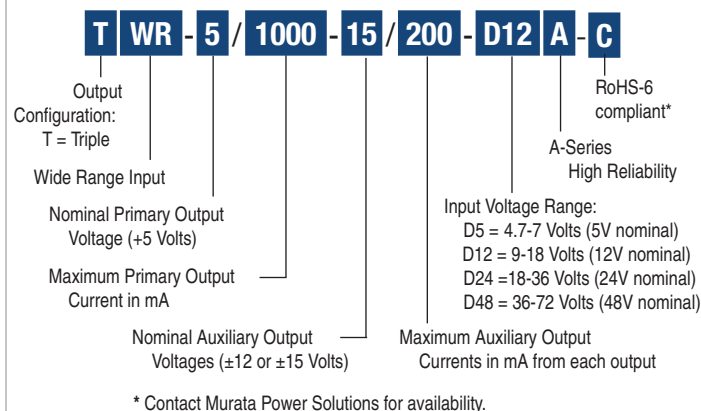 T WR - 5 / 1000 - 15 / 200 - D12 A - C
Output
Configuration:
T = Triple
Wide Range Input
Nominal Primary Output
Voltage (+5 Volts)
Maximum Primary Output
Current in mA
Nominal Auxiliary Output
Voltages (±12 or ±15 Volts)
Maximum Auxiliary Output
Currents in mA from each output
Input Voltage Range:
D5 = 4.7-7 Volts (5V nominal)
D12 = 9-18 Volts (12V nominal)
D24 =18-36 Volts (24V nominal)
D48 = 36-72 Volts (48V nominal)
A-Series
High Reliability
RoHS-6
compliant*
* Contact Murata Power Solutions for availability.